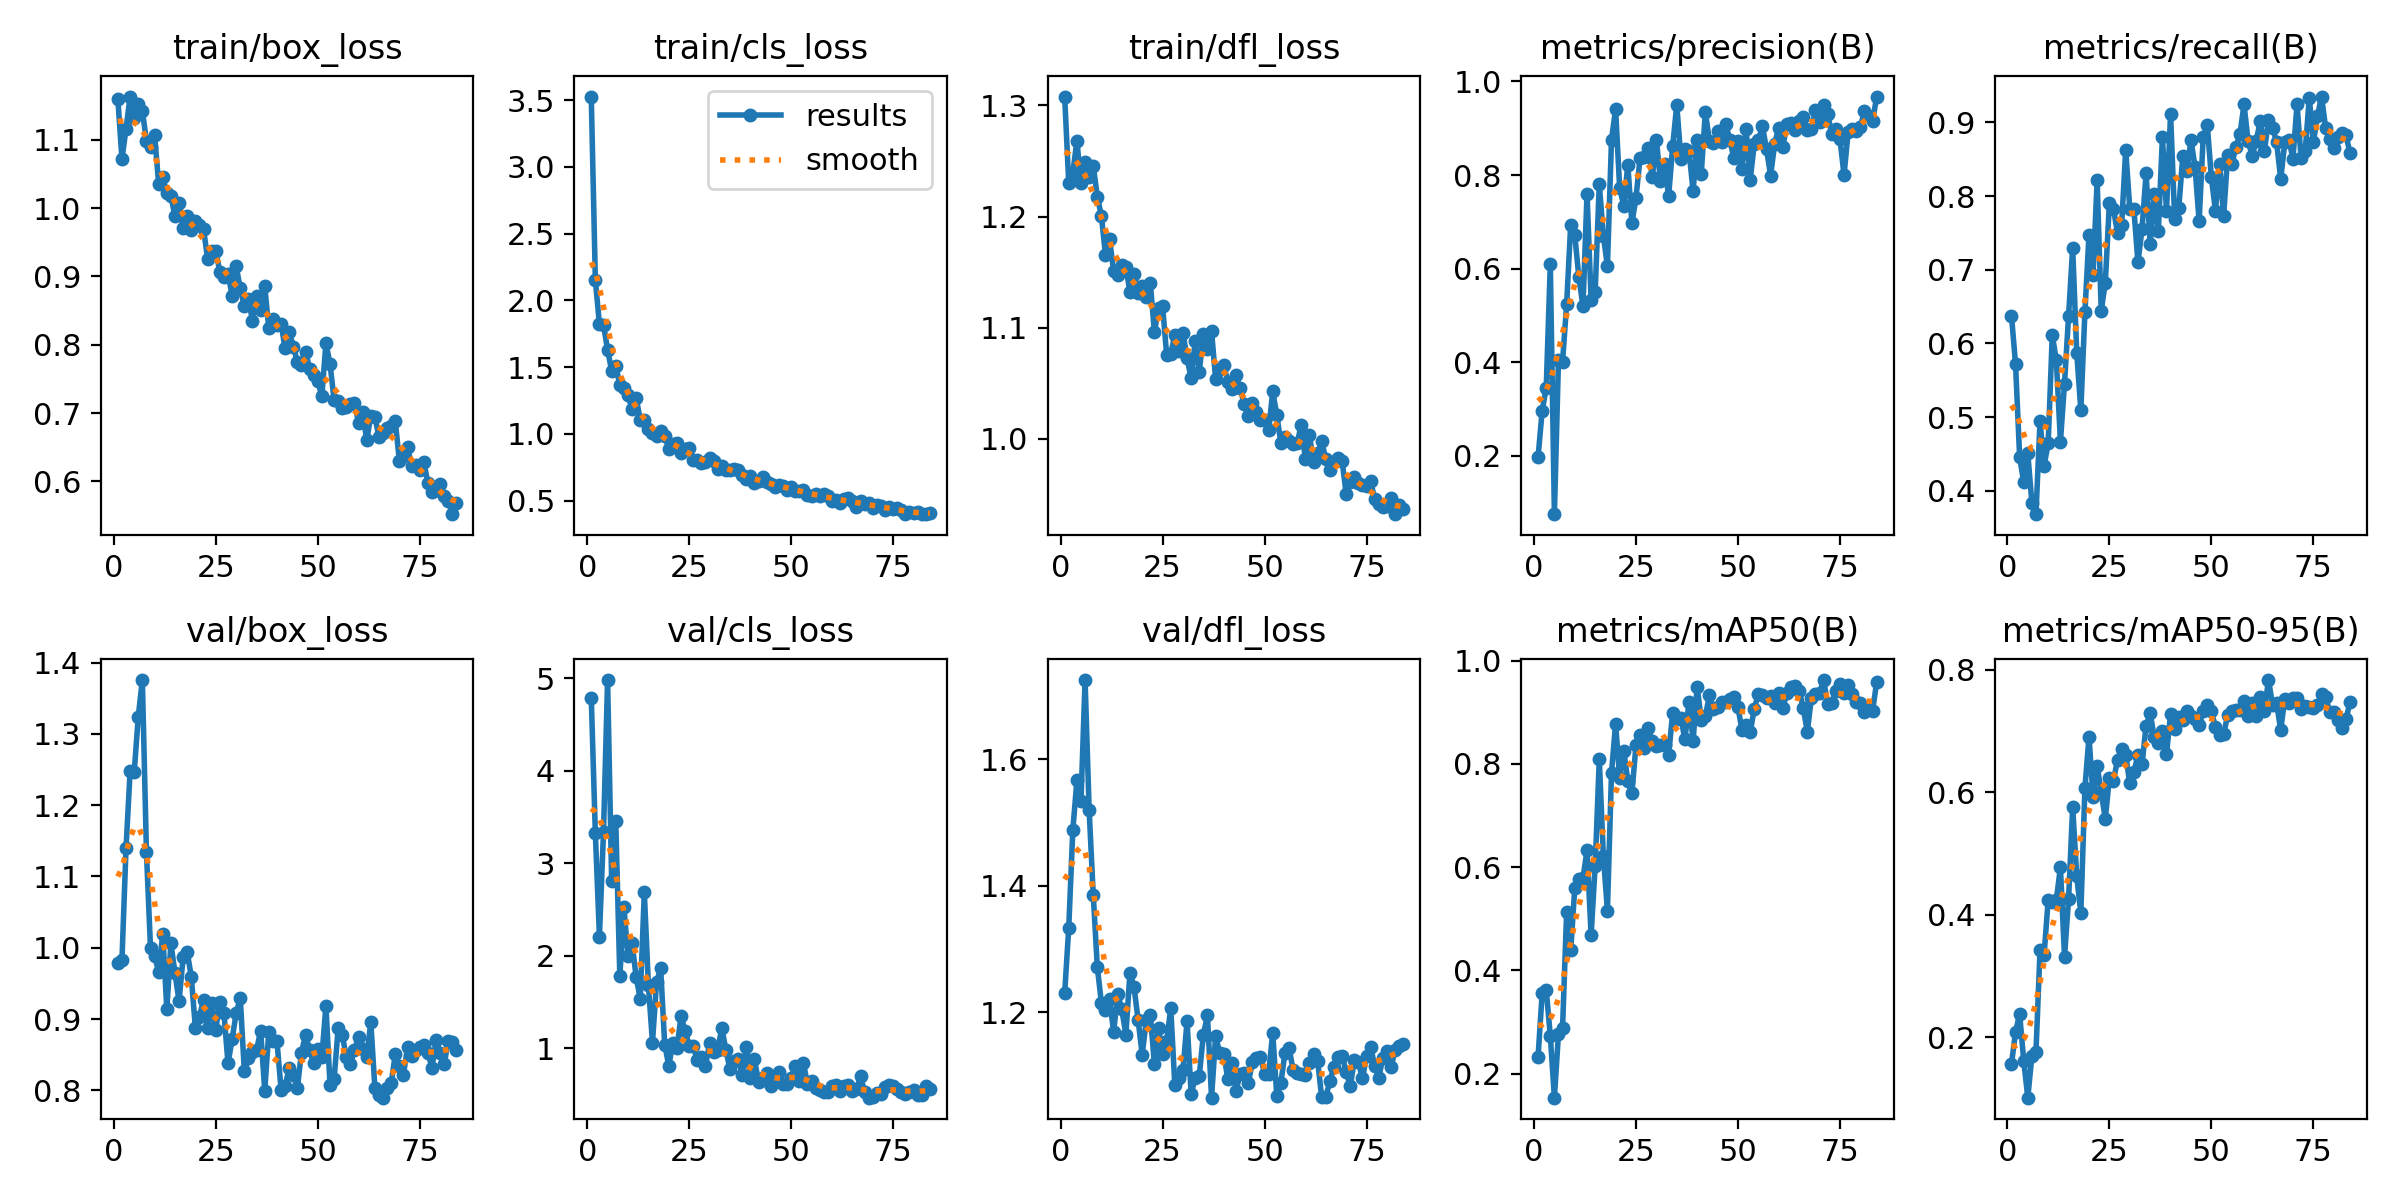 train/box_loss
1.1
1.0
0.9
0.8
0.7
0.6
0 25 50 75
train/cls_loss
results
smooth
3.5
3.0
2.5
2.0
1.5
1.0
0.5
0 25 50 75
train/dfl_loss
1.3
1.2
1.1
1.0
0 25 50 75
metrics/precision(B)
1.0
0.8
0.6
0.4
0.2
0 25 50 75
metrics/recall(B)
0.9
0.8
0.7
0.6
0.5
0.4
0 25 50 75
val/box_loss
1.4
1.3
1.2
1.1
1.0
0.9
0.8
0 25 50 75
val/cls_loss
5
4
3
2
1
0 25 50 75
val/dfl_loss
1.6
1.4
1.2
0 25 50 75
metrics/mAP50(B)
1.0
0.8
0.6
0.4
0.2
0 25 50 75
metrics/mAP50-95(B)
0.8
0.6
0.4
0.2
0 25 50 75